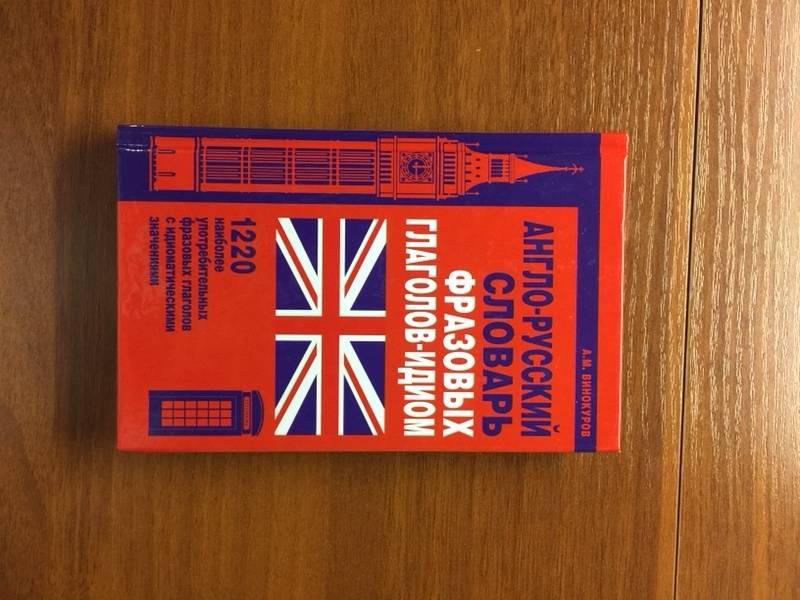 А.М. ВИНОКУРОВ
АНГЛО-РУССКИЙ
СЛОВАРЬ
ФРАЗОВЫХ
ГЛАГОЛОВ-ИДИОМ
1220
наиболее
употребительных
фразовых глаголов
с идиоматическими
значениями